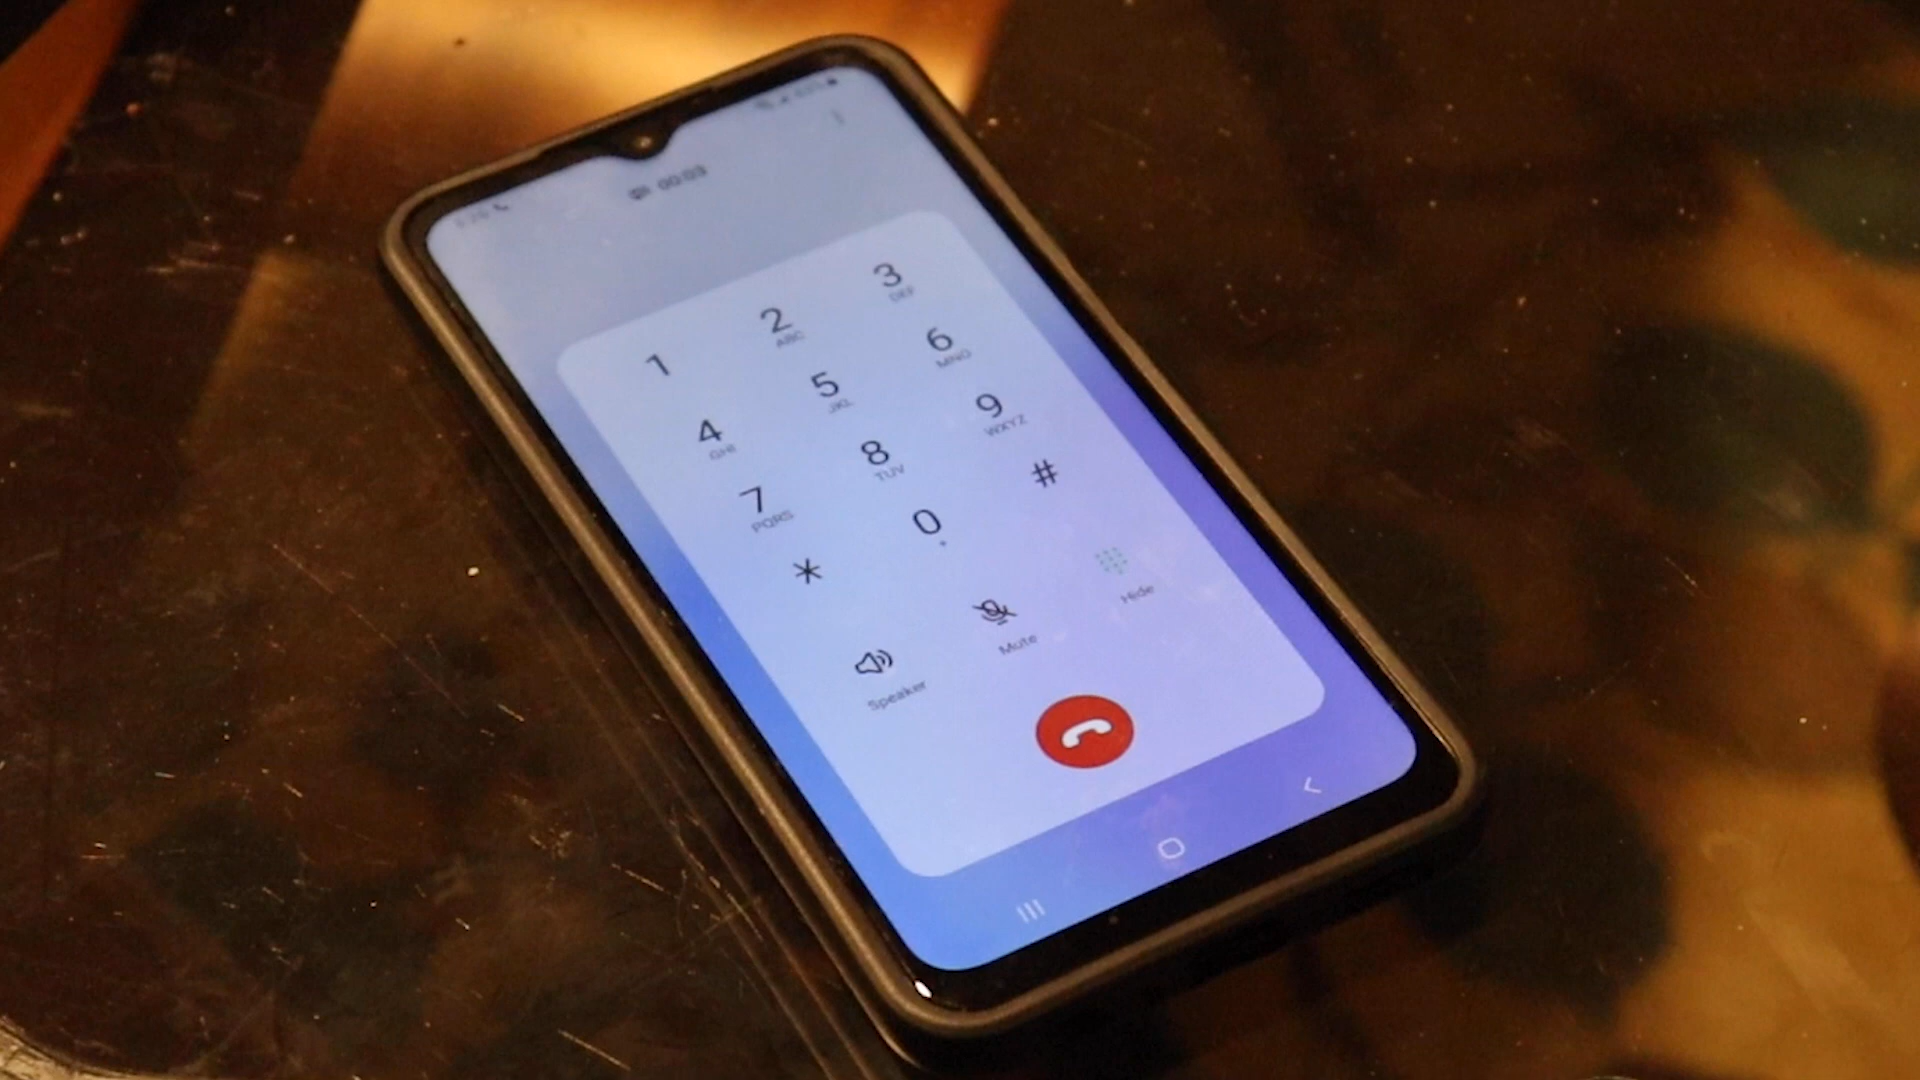 00:03
1 2 3
ABC DEF
4 5 6
GHI JKL MNO
7 8 9
PQRS TUV WXYZ
* 0 #
+
Speaker Mute Hide